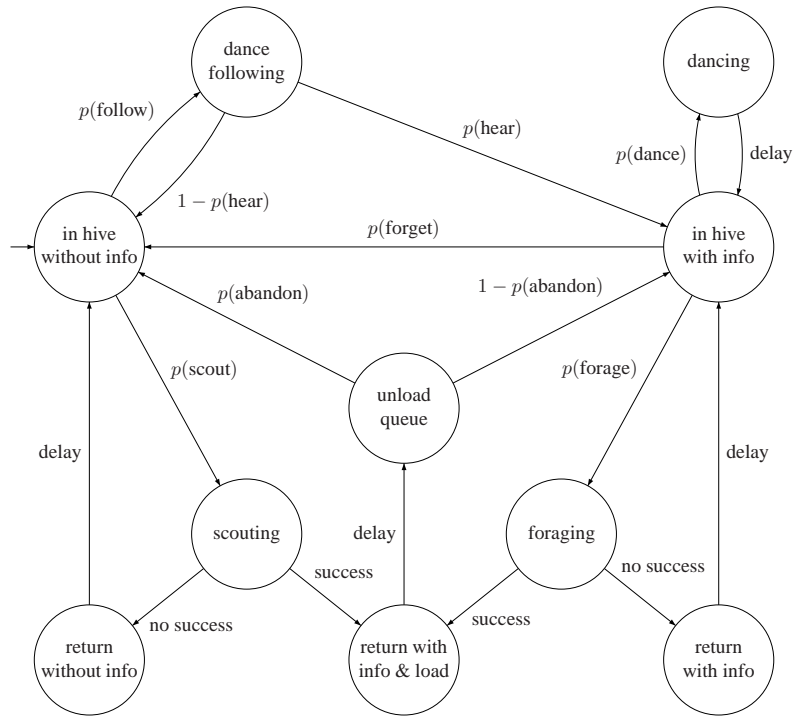 dance
following
dancing
p(follow)
p(hear)
p(dance)
delay
1 − p(hear)
in hive
without info
p(forget)
in hive
with info
p(abandon)
1 − p(abandon)
p(scout)
p(forage)
unload
queue
delay
delay
scouting
delay
foraging
success
no success
no success
success
return
without info
return with
info & load
return
with info